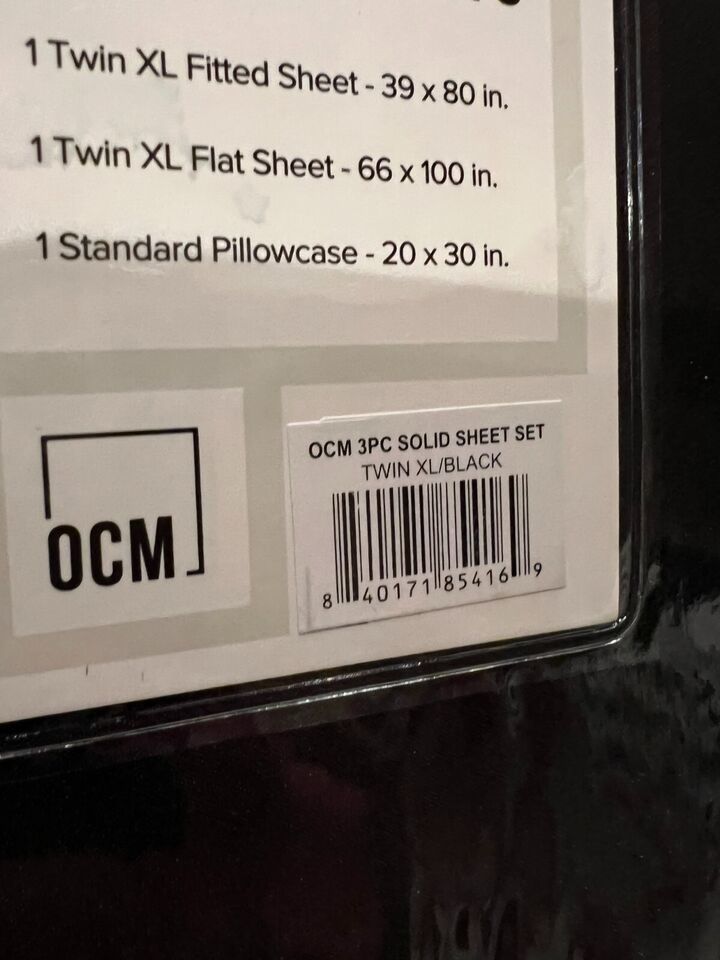 1 Twin XL Fitted Sheet - 39 x 80 in.
1 Twin XL Flat Sheet - 66 x 100 in.
1 Standard Pillowcase - 20 x 30 in.
OCM
OCM 3PC SOLID SHEET SET
TWIN XL/BLACK
8 40171 85416 9